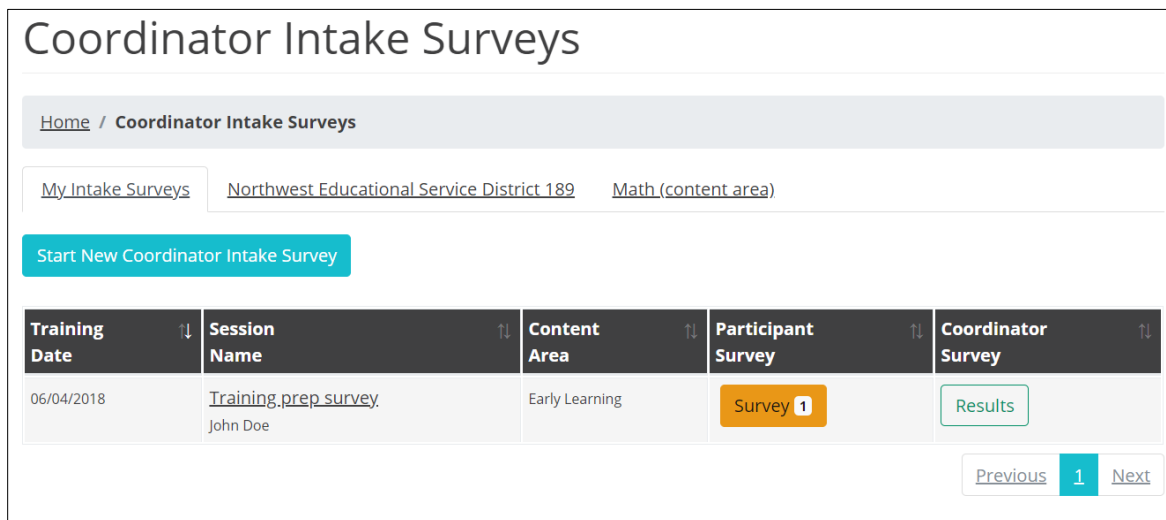 Coordinator Intake Surveys
Home / Coordinator Intake Surveys
My Intake Surveys Northwest Educational Service District 189 Math (content area)
Start New Coordinator Intake Survey
Training Date Session Name Content Area Participant Survey Coordinator Survey
06/04/2018 Training prep survey Early Learning Survey 1 Results
John Doe
Previous 1 Next